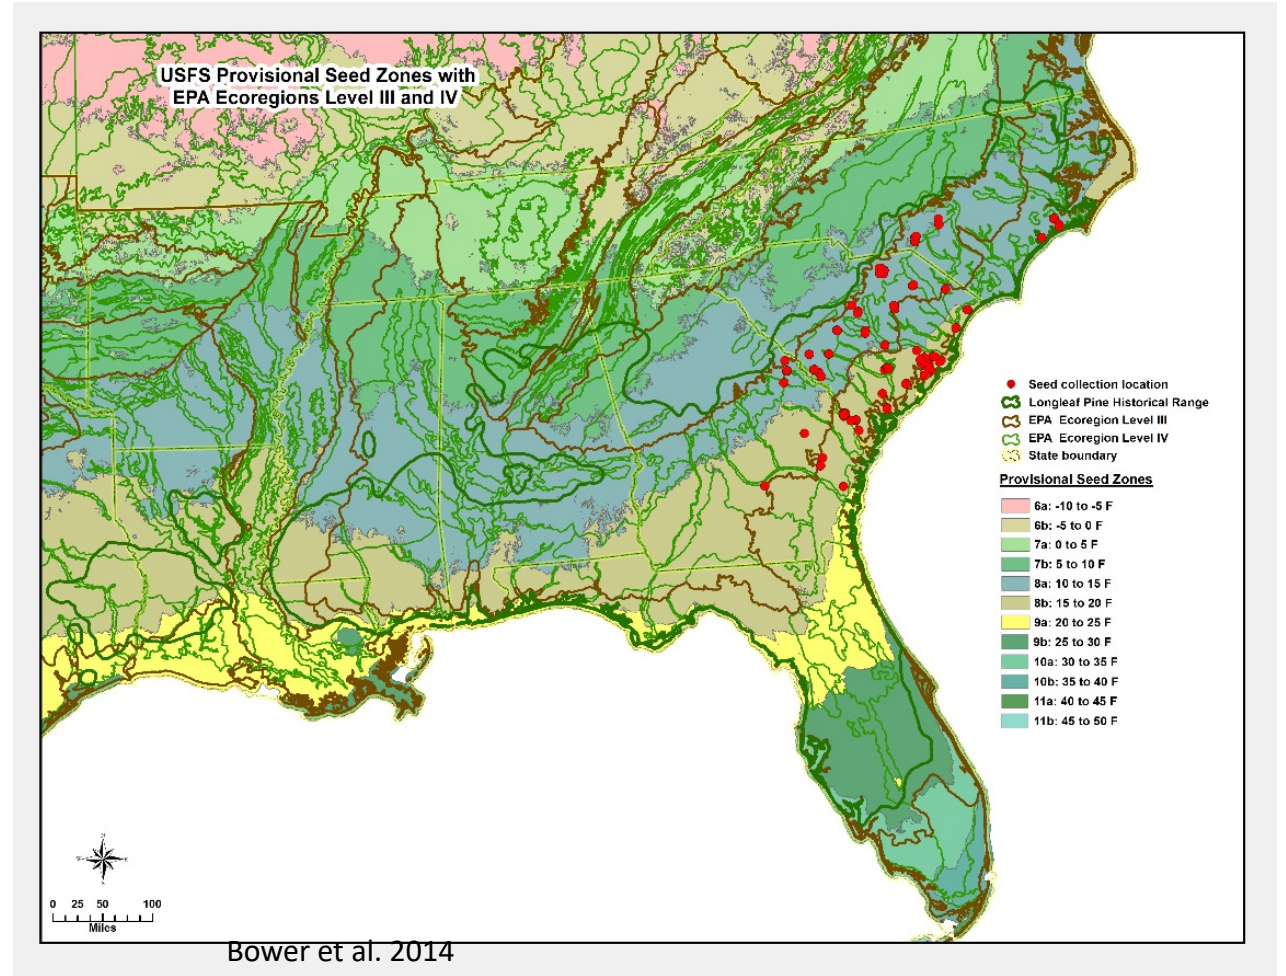 USFS Provisional Seed Zones with
EPA Ecoregions Level III and IV
Seed collection location
Longleaf Pine Historical Range
EPA Ecoregion Level III
EPA Ecoregion Level IV
State boundary
Provisional Seed Zones
6a: -10 to -5 F
6b: -5 to 0 F
7a: 0 to 5 F
7b: 5 to 10 F
8a: 10 to 15 F
8b: 15 to 20 F
9a: 20 to 25 F
9b: 25 to 30 F
10a: 30 to 35 F
10b: 35 to 40 F
11a: 40 to 45 F
11b: 45 to 50 F
N
W E
S
0 25 50 100
Miles
Bower et al. 2014